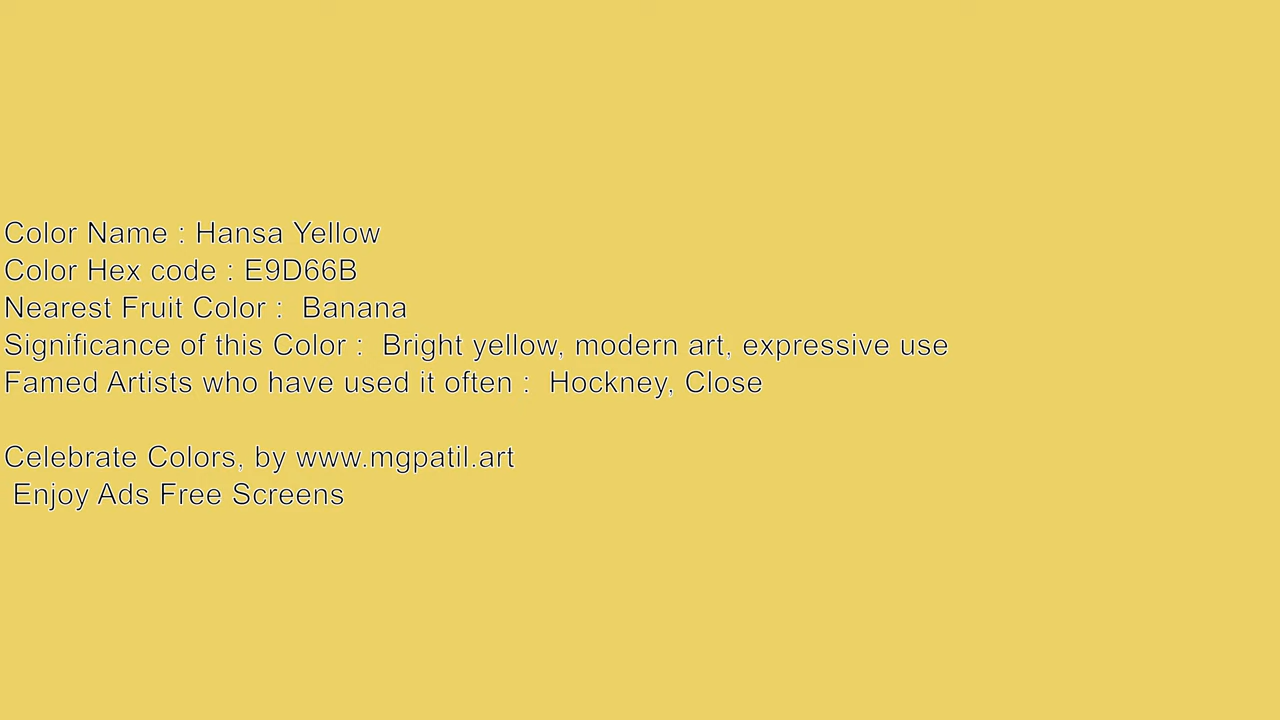 Color Name : Hansa Yellow
Color Hex code : E9D66B
Nearest Fruit Color :  Banana
Significance of this Color :  Bright yellow, modern art, expressive use
Famed Artists who have used it often :  Hockney, Close
Celebrate Colors, by www.mgpatil.art
Enjoy Ads Free Screens